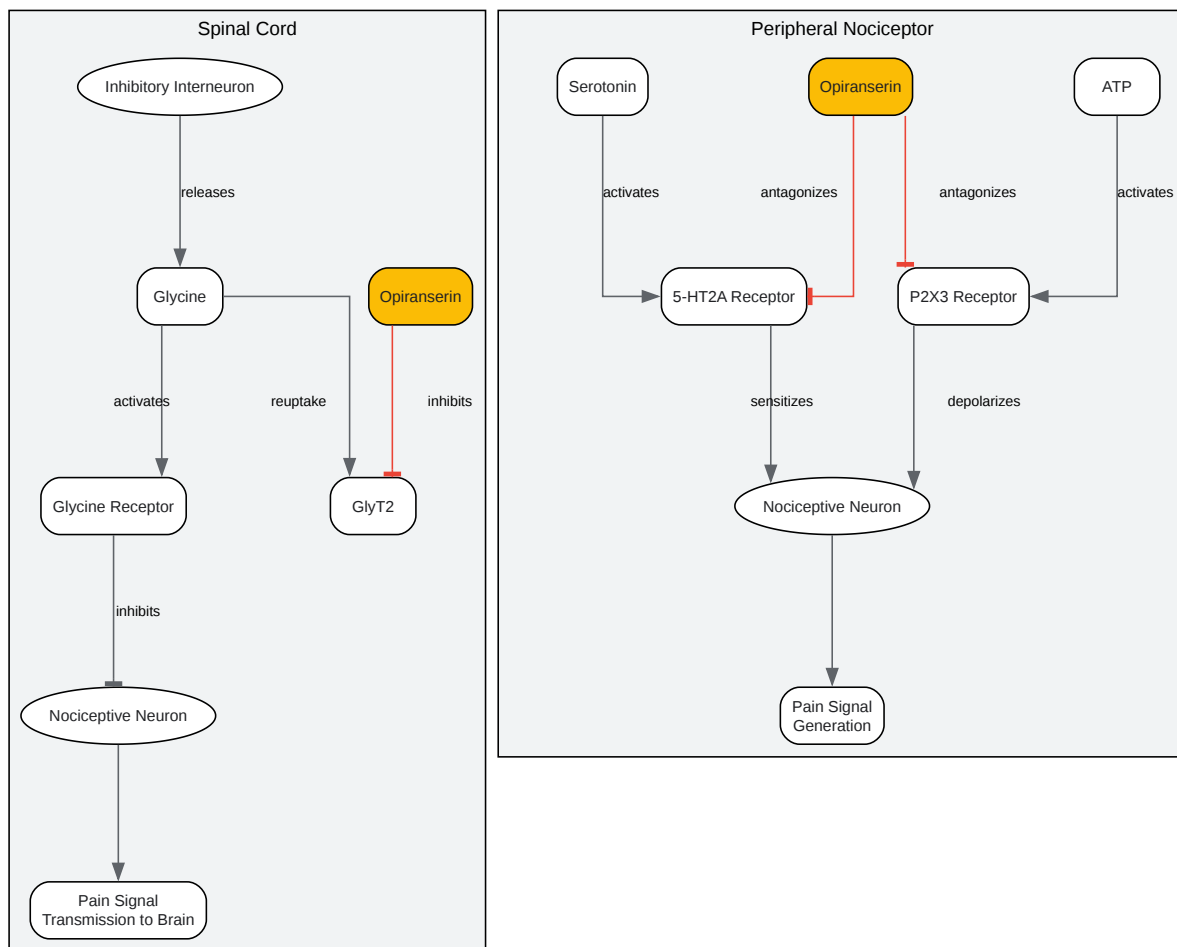 Spinal Cord
Inhibitory Interneuron
releases
Glycine
Opiranserin
activates
reuptake
inhibits
Glycine Receptor
GlyT2
inhibits
Nociceptive Neuron
Pain Signal
Transmission to Brain
Peripheral Nociceptor
Serotonin
Opiranserin
ATP
activates
antagonizes
antagonizes
activates
5-HT2A Receptor
P2X3 Receptor
sensitizes
depolarizes
Nociceptive Neuron
Pain Signal
Generation